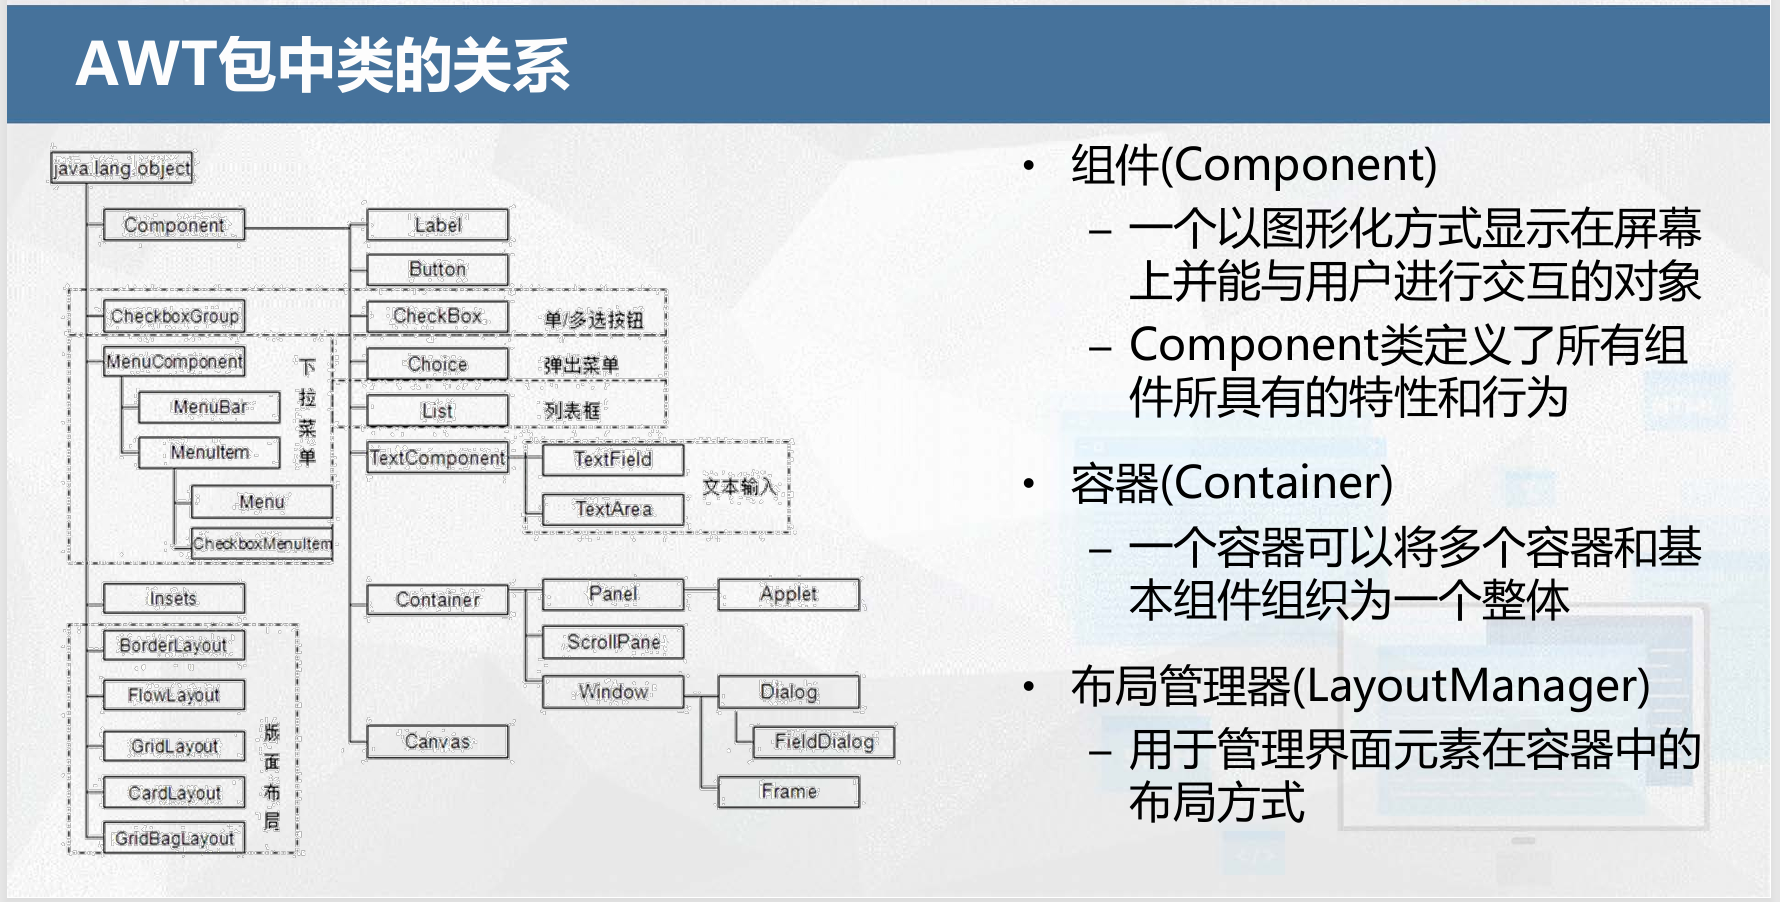 AWT包中类的关系
java.lang.object
Component
CheckboxGroup
MenuComponent
MenuBar
MenuItem
Menu
CheckboxMenuItem
下
拉
菜
单
Insets
BorderLayout
FlowLayout
GridLayout
CardLayout
GridBagLayout
版
面
布
局
Label
Button
CheckBox
单/多选按钮
Choice
弹出菜单
List
列表框
TextComponent
TextField
TextArea
文本输入
Container
Panel
Applet
ScrollPane
Window
Dialog
FieldDialog
Frame
Canvas
• 组件(Component)
– 一个以图形化方式显示在屏幕
上并能与用户进行交互的对象
– Component类定义了所有组
件所具有的特性和行为
• 容器(Container)
– 一个容器可以将多个容器和基
本组件组织为一个整体
• 布局管理器(LayoutManager)
– 用于管理界面元素在容器中的
布局方式